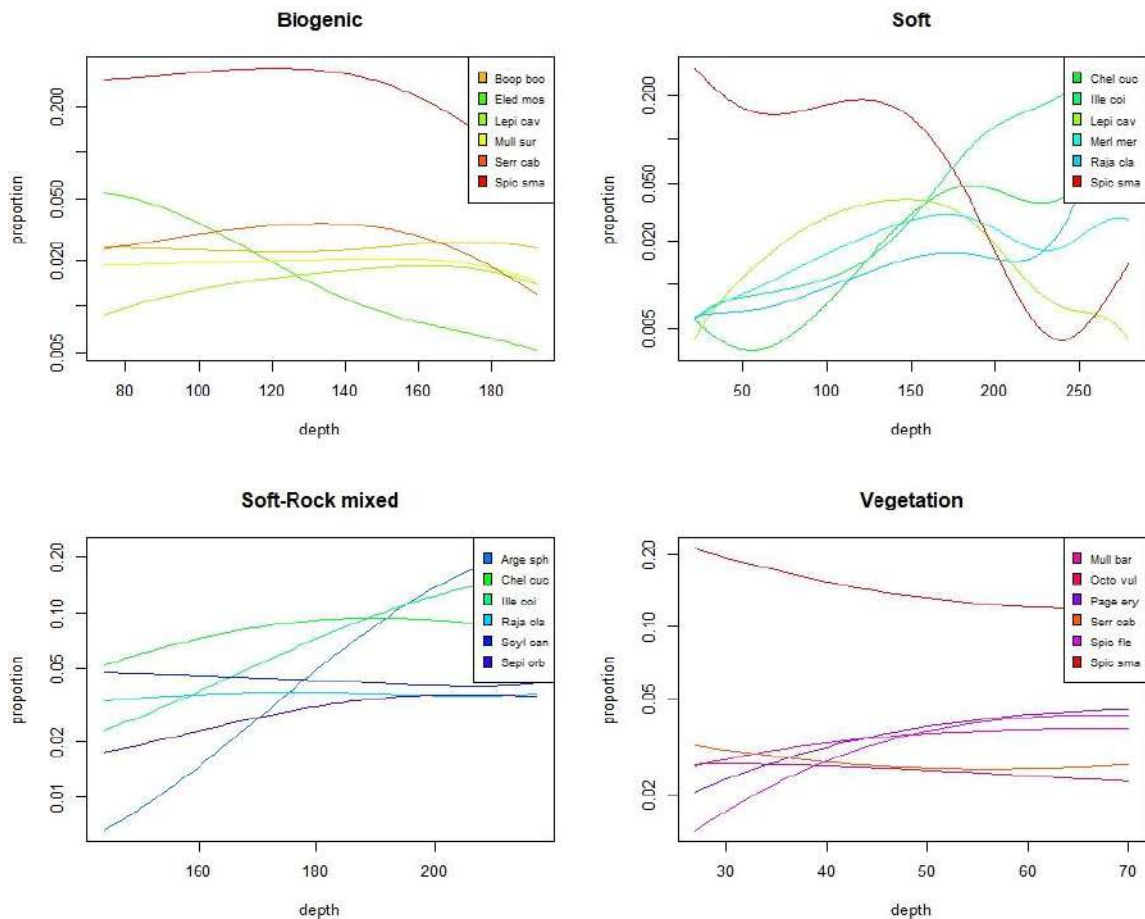 Biogenic
proportion
0.005 0.020 0.050 0.200
80 100 120 140 160 180
depth
Boop boo
Eled mos
Lepi cav
Mull sur
Serr cab
Spic sma
Soft
proportion
0.005 0.020 0.050 0.200
50 100 150 200 250
depth
Chel cuc
Ille coi
Lepi cav
Merl mer
Raja cla
Spic sma
Soft-Rock mixed
proportion
0.01 0.02 0.05 0.10 0.20
160 180 200
depth
Arge sph
Chel cuc
Ille coi
Raja cla
Scyl can
Sepi orb
Vegetation
proportion
0.02 0.05 0.10 0.20
30 40 50 60 70
depth
Mull bar
Octo vul
Page ery
Serr cab
Spic fle
Spic sma